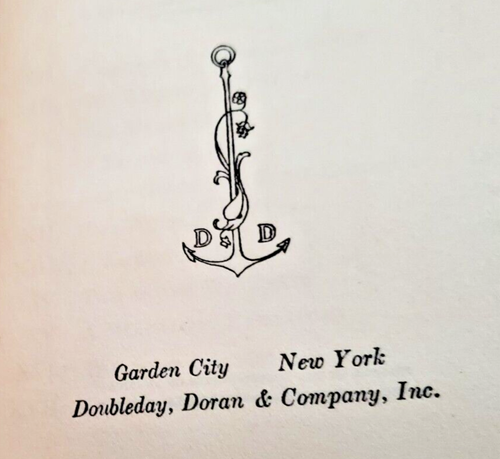 D D
Garden City New York
Doubleday, Doran & Company, Inc.